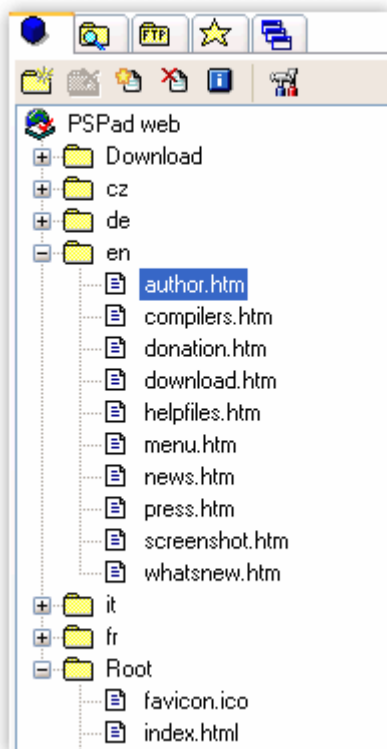 FTP
PSPad web
Download
cz
de
en
author.htm
compilers.htm
donation.htm
download.htm
helpfiles.htm
menu.htm
news.htm
press.htm
screenshot.htm
whatsnew.htm
it
fr
Root
favicon.ico
index.html